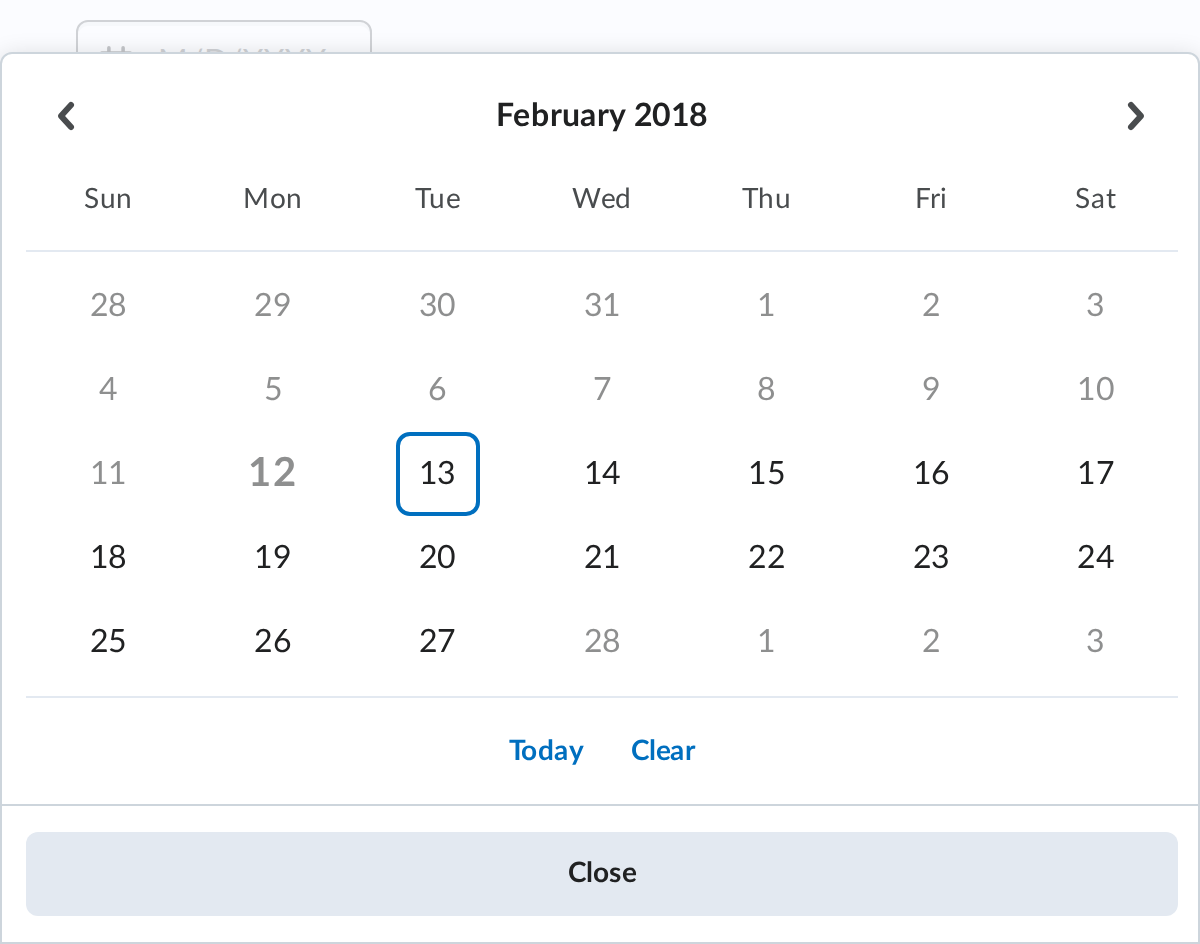 February 2018
Sun Mon Tue Wed Thu Fri Sat
28 29 30 31 1 2 3
4 5 6 7 8 9 10
11 12 13 14 15 16 17
18 19 20 21 22 23 24
25 26 27 28 1 2 3
Today Clear
Close